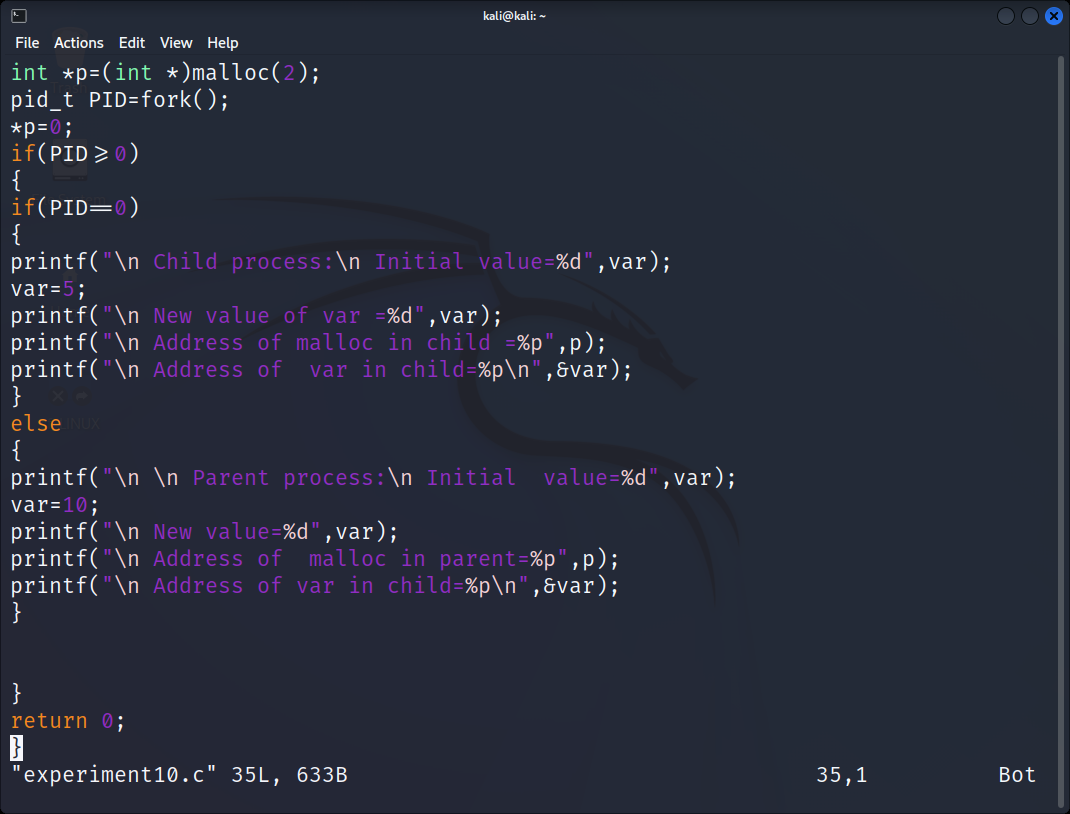 kali@kali: ~
File Actions Edit View Help
int *p=(int *)malloc(2);
pid_t PID=fork();
*p=0;
if(PID>=0)
{
if(PID==0)
{
printf("\n Child process:\n Initial value=%d",var);
var=5;
printf("\n New value of var =%d",var);
printf("\n Address of malloc in child =%p",p);
printf("\n Address of  var in child=%p\n",&var);
}
else
{
printf("\n \n Parent process:\n Initial  value=%d",var);
var=10;
printf("\n New value=%d",var);
printf("\n Address of  malloc in parent=%p",p);
printf("\n Address of var in child=%p\n",&var);
}
}
return 0;
}
"experiment10.c" 35L, 633B 35,1 Bot